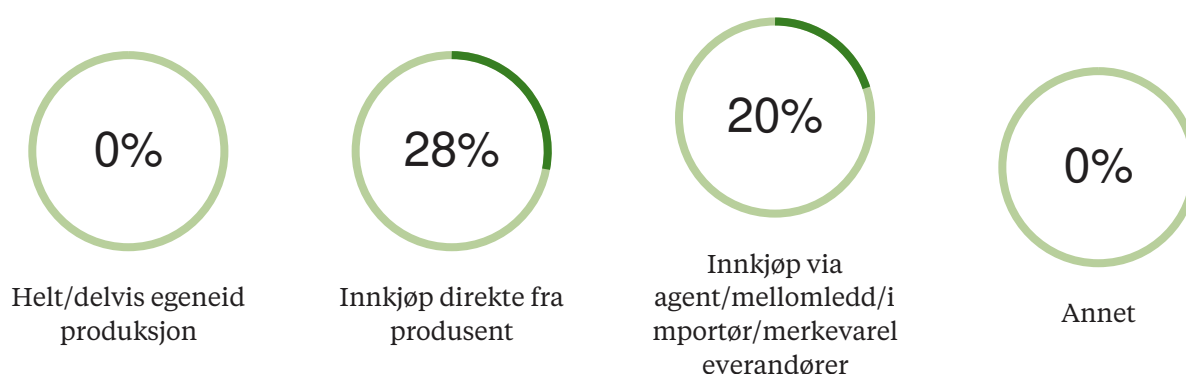 0%
Helt/delvis egeneid
produksjon
28%
Innkjøp direkte fra
produsent
20%
Innkjøp via
agent/mellomledd/i
mportør/merkevarel
everandører
0%
Annet